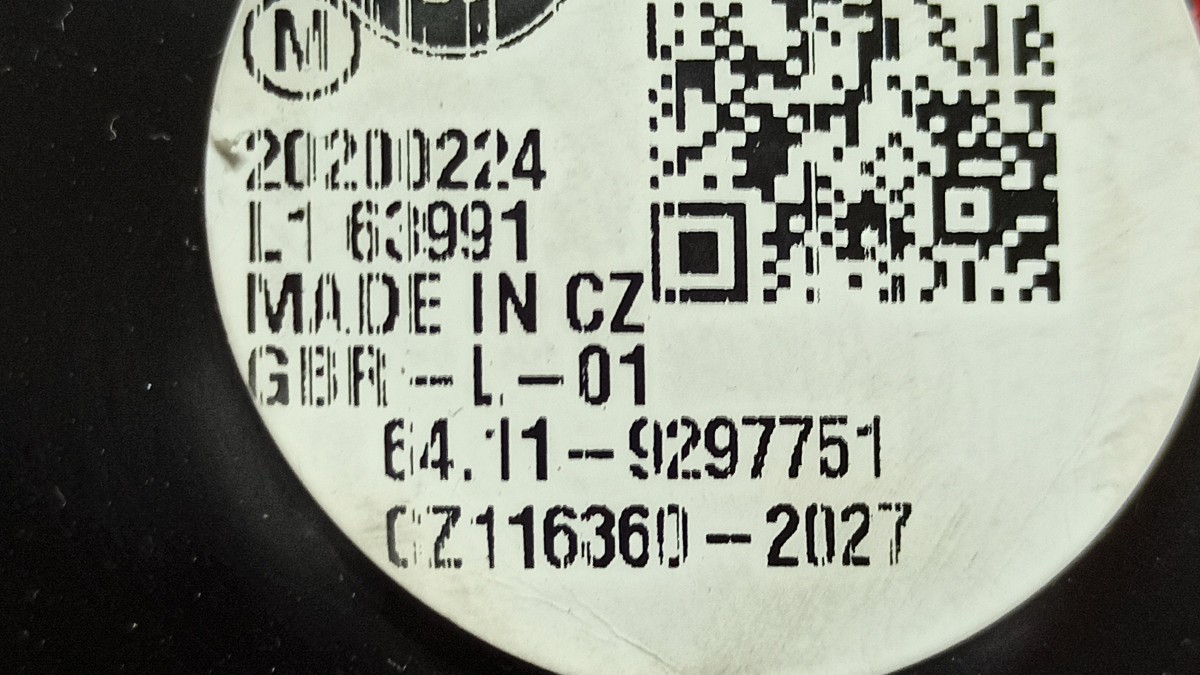 M
20200224
L1 63991
MADE IN CZ
GBR-L-01
64.11-9297751
CZ116360-2027